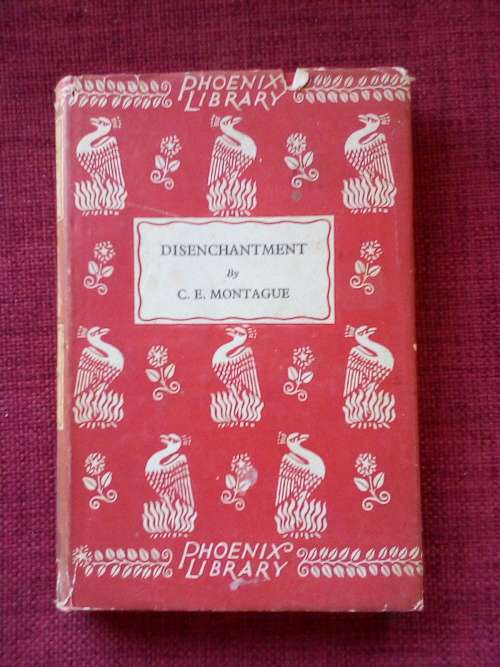 PHOENIX
LIBRARY
DISENCHANTMENT
By
C. E. MONTAGUE
PHOENIX
LIBRARY